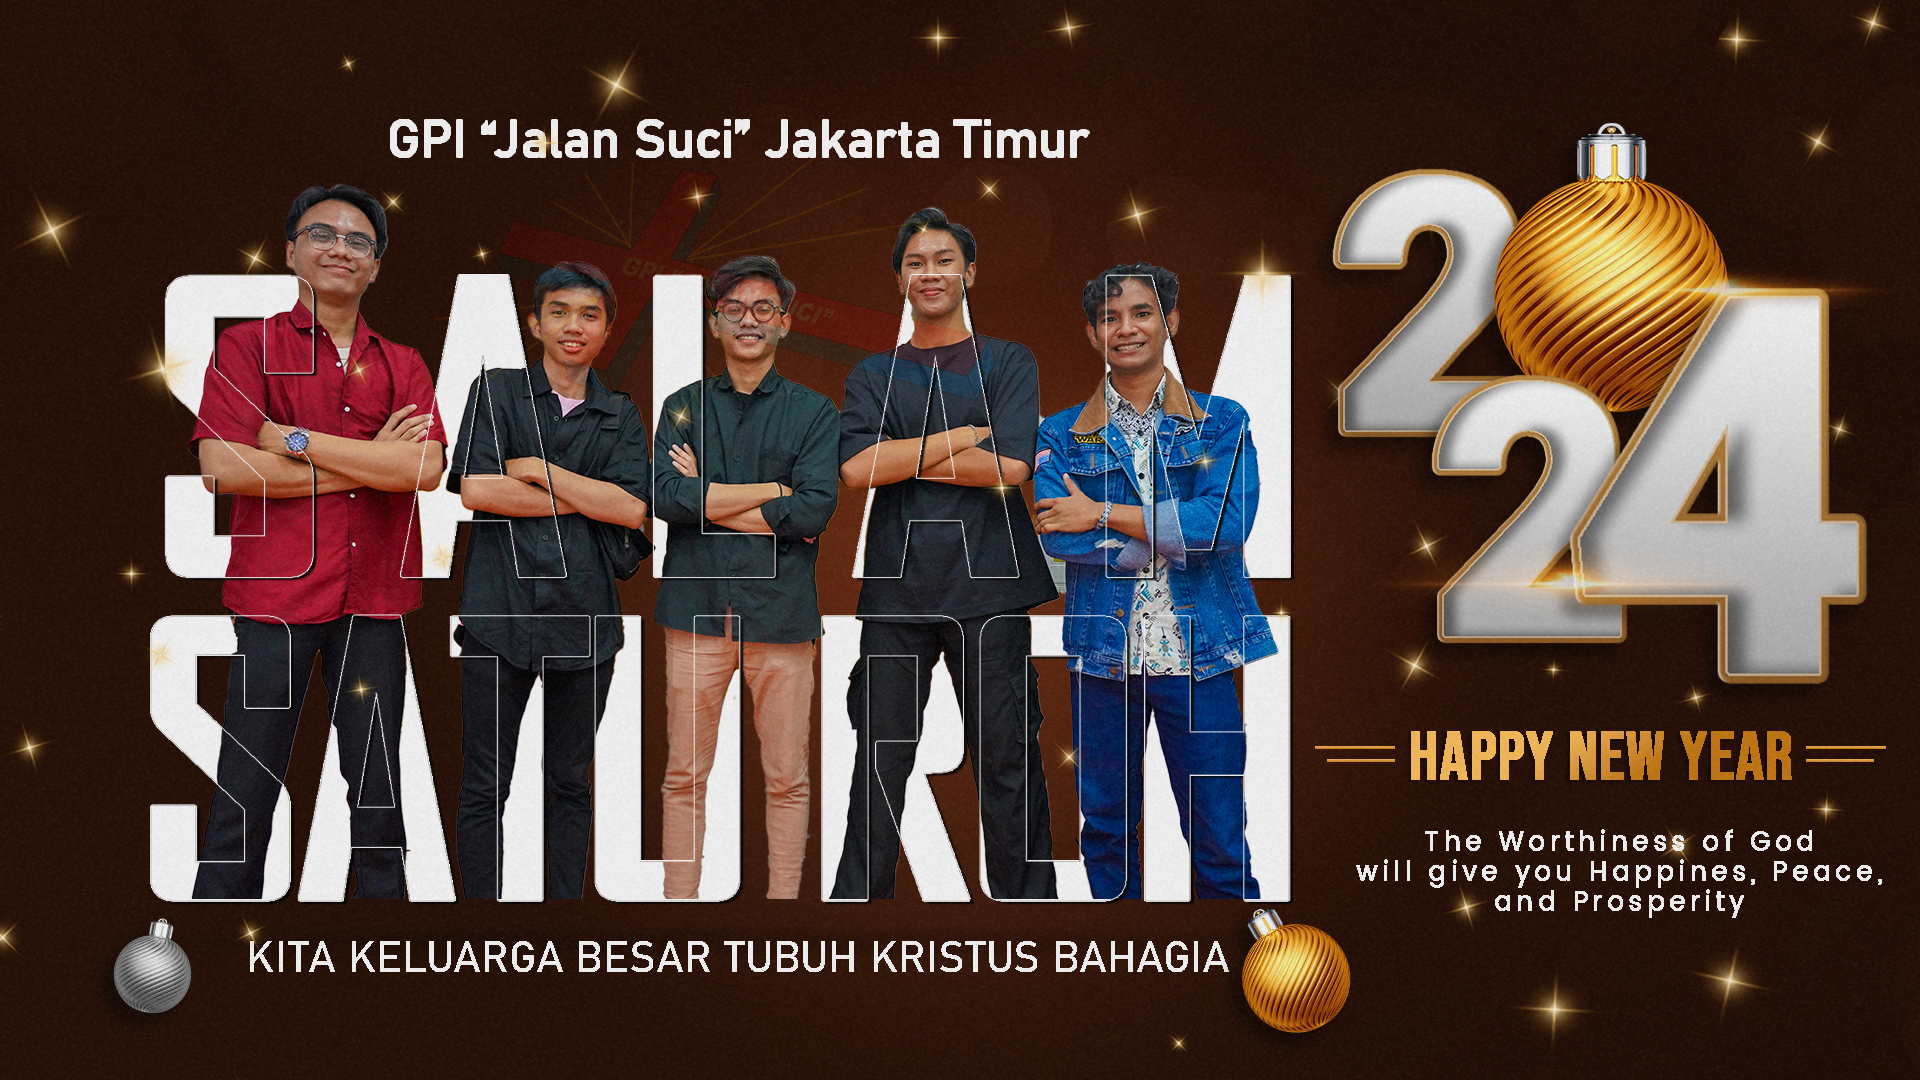 GPI “Jalan Suci” Jakarta Timur
SALAM
SATU ROH
KITA KELUARGA BESAR TUBUH KRISTUS BAHAGIA
2024
HAPPY NEW YEAR
The Worthiness of God
will give you Happines, Peace,
and Prosperity